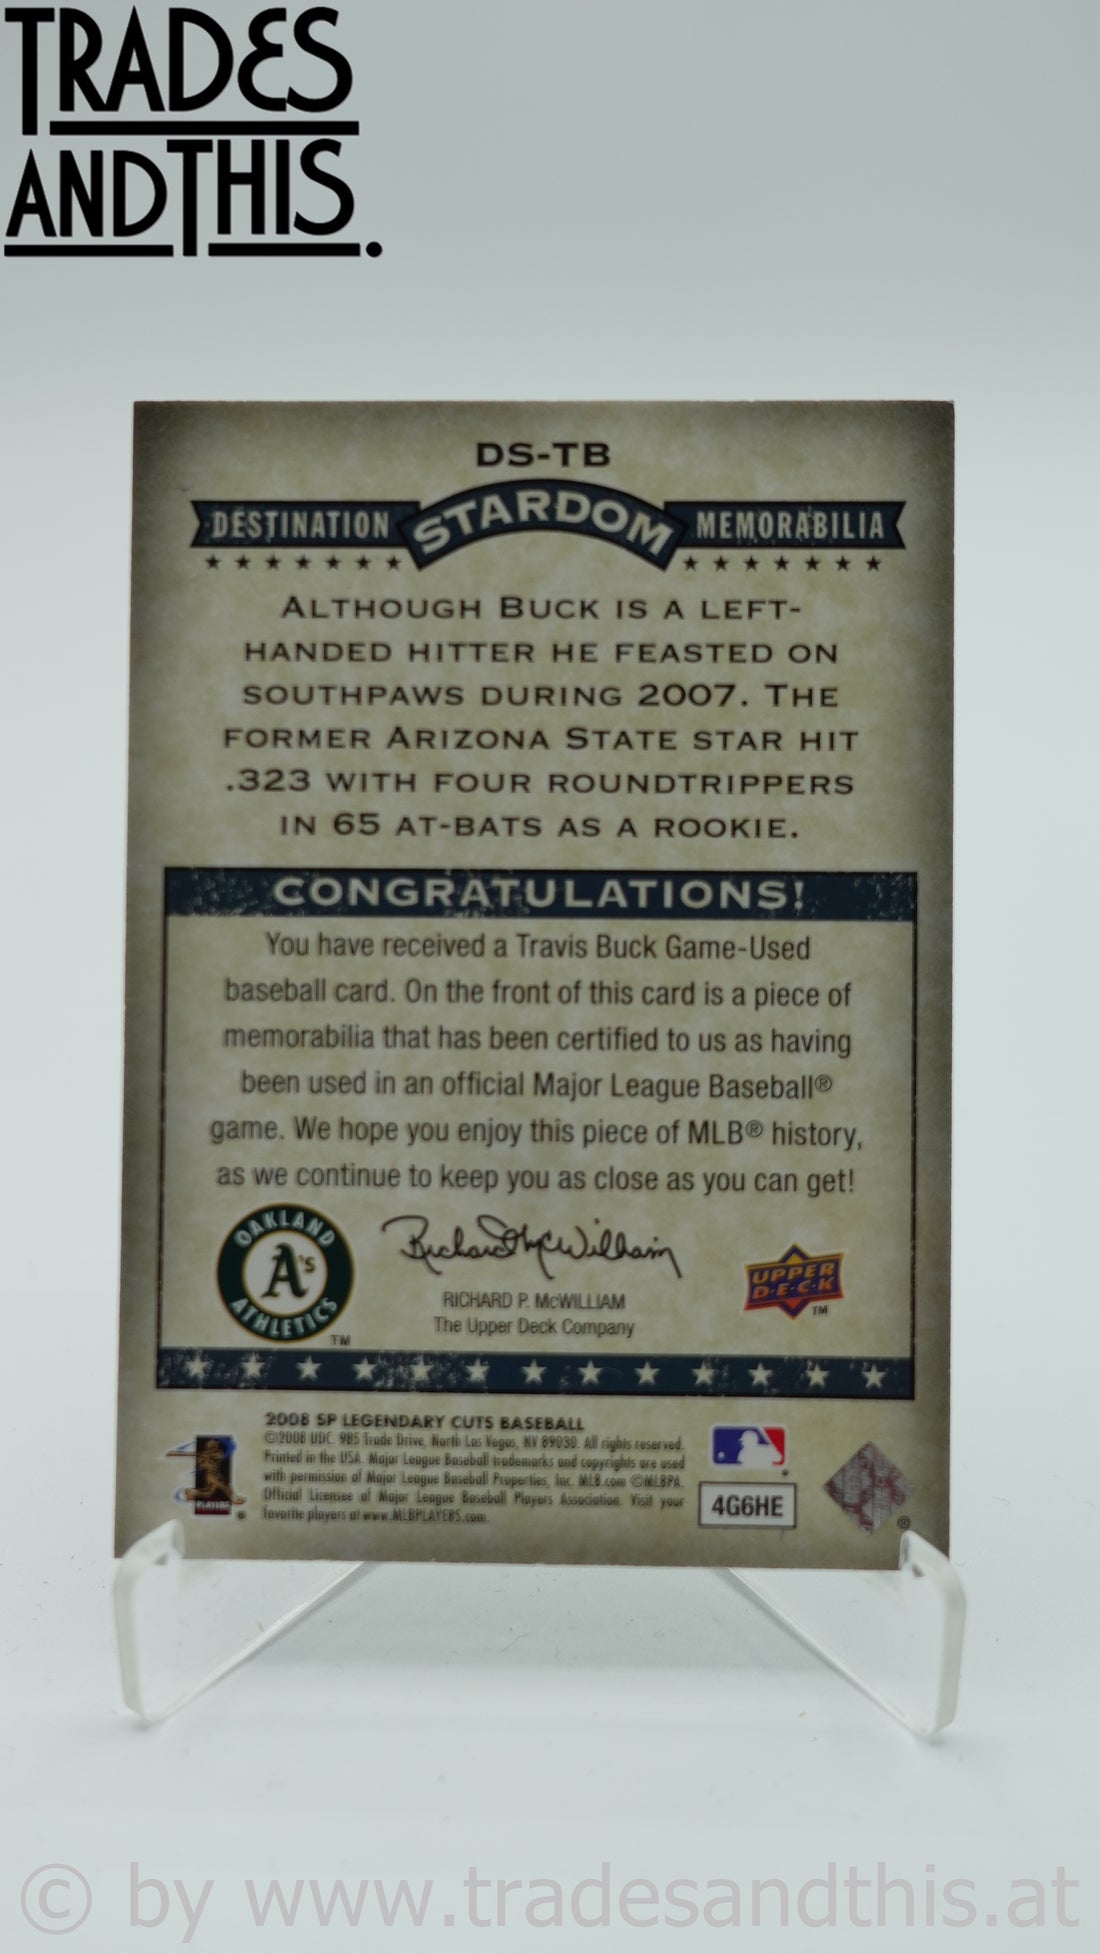 TRADES
ANDTHIS.
DS-TB
DESTINATION STARDOM MEMORABILIA
ALTHOUGH BUCK IS A LEFT-
HANDED HITTER HE FEASTED ON
SOUTHPAWS DURING 2007. THE
FORMER ARIZONA STATE STAR HIT
.323 WITH FOUR ROUNDTRIPPERS
IN 65 AT-BATS AS A ROOKIE.
CONGRATULATIONS!
You have received a Travis Buck Game-Used
baseball card. On the front of this card is a piece of
memorabilia that has been certified to us as having
been used in an official Major League Baseball®
game. We hope you enjoy this piece of MLB® history,
as we continue to keep you as close as you can get!
OAKLAND
A's
ATHLETICS
TM
Richard P. McWilliam
RICHARD P. McWILLIAM
The Upper Deck Company
UPPER
DECK
TM
2008 SP LEGENDARY CUTS BASEBALL
©2008 UDC. 985 Trade Drive, North Las Vegas, NV 89030. All rights reserved.
Printed in the USA. Major League Baseball trademarks and copyrights are used
with permission of Major League Baseball Properties, Inc. MLB.com ©MLBPA.
Official Licensee of Major League Baseball Players Association. Visit your
favorite players at www.MLBPLAYERS.com.
PLAYERS
®
4G6HE
®
© by www.tradesandthis.at